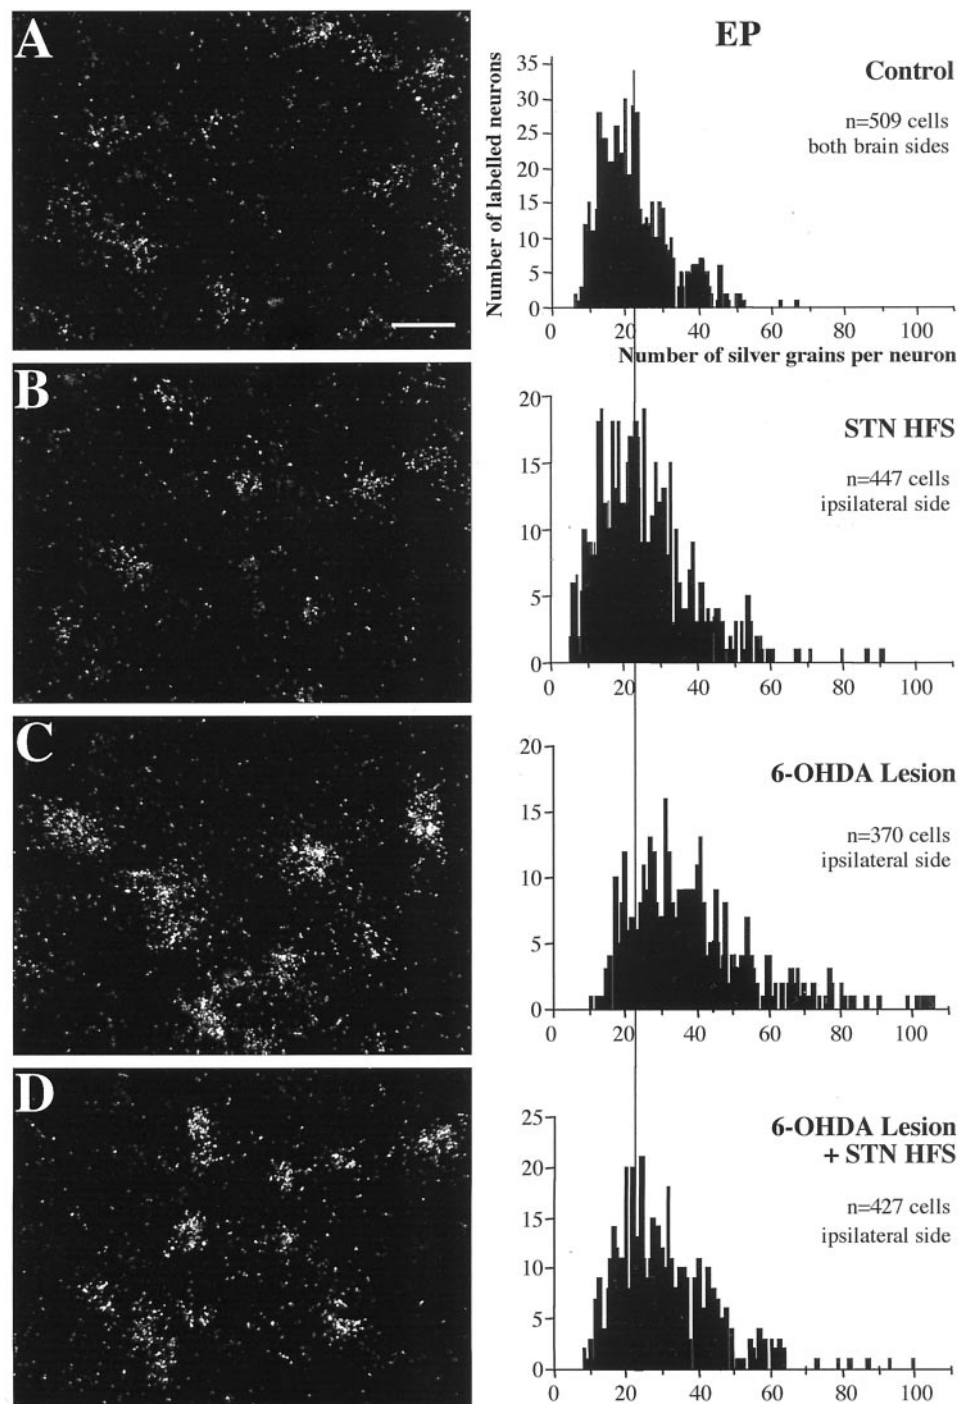 A
EP
Control
n=509 cells
both brain sides
Number of labelled neurons
35
30
25
20
15
10
5
0
0 20 40 60 80 100
Number of silver grains per neuron
B
STN HFS
n=447 cells
ipsilateral side
20
15
10
5
0
0 20 40 60 80 100
C
6-OHDA Lesion
n=370 cells
ipsilateral side
20
15
10
5
0
0 20 40 60 80 100
D
6-OHDA Lesion
+ STN HFS
n=427 cells
ipsilateral side
25
20
15
10
5
0
0 20 40 60 80 100